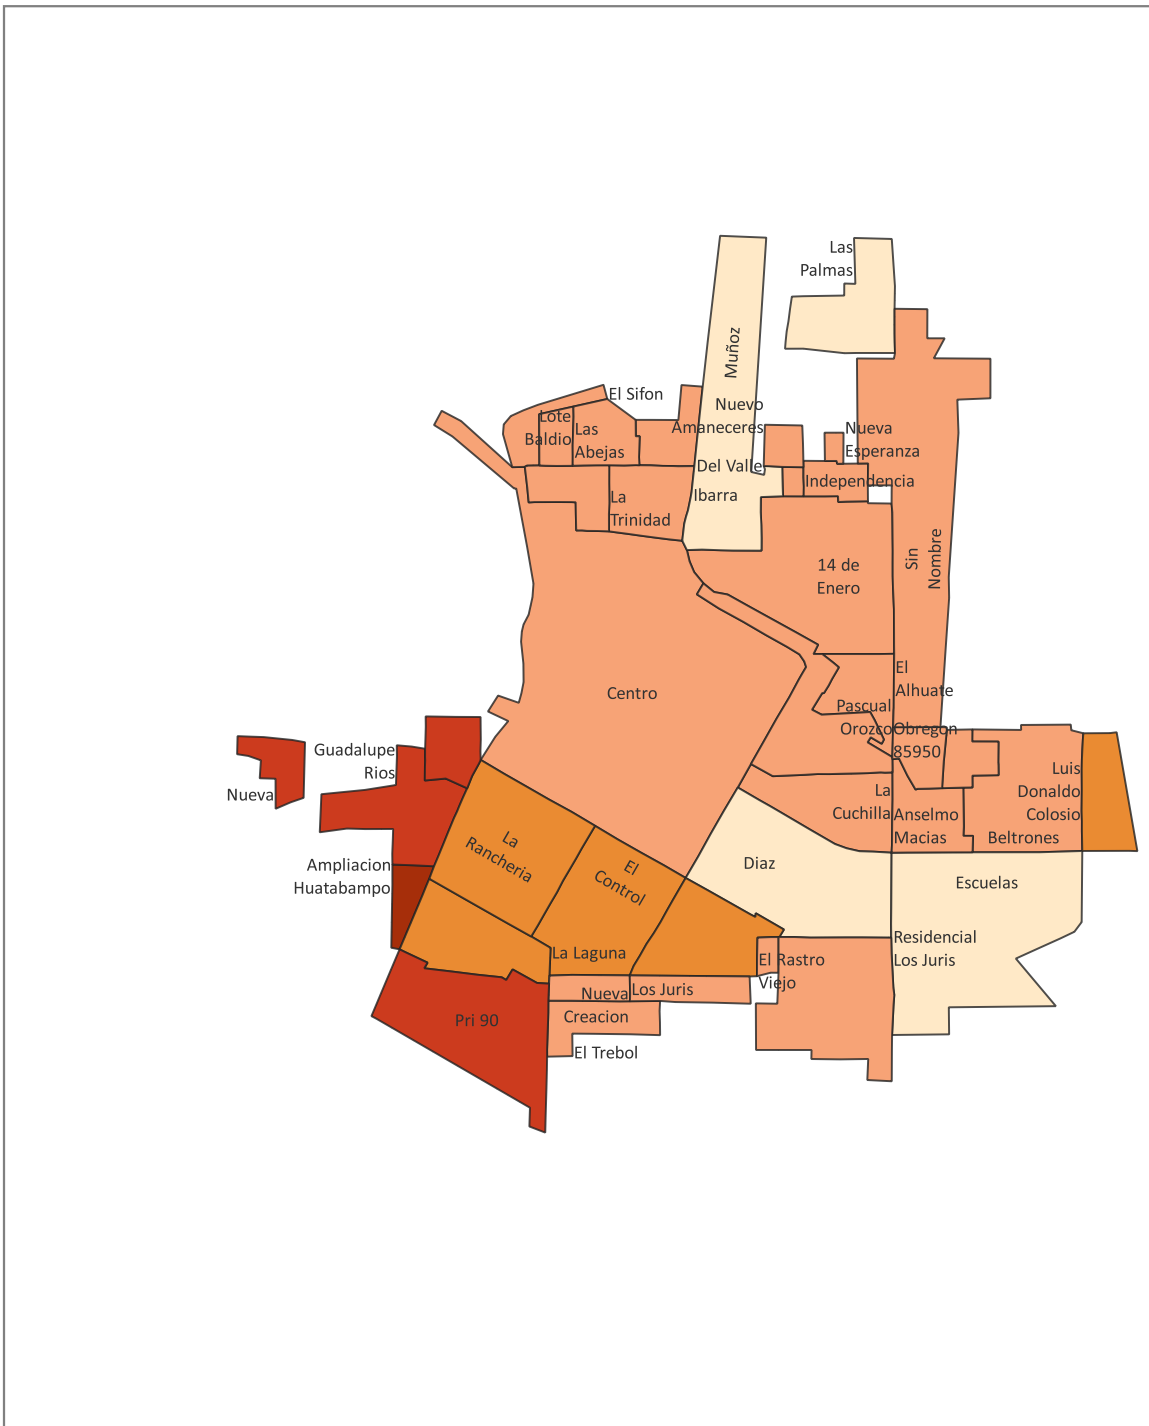 Las
Palmas
Muñoz
El Sifon
Nuevo
Amaneceres
Lote
Baldio
Las
Abejas
Nueva
Esperanza
Del Valle
Independencia
Ibarra
La
Trinidad
14 de
Enero
Sin
Nombre
El
Alhuate
Centro
Pascual
Orozco
Obregon
85950
Guadalupe
Rios
Nueva
Luis
Donaldo
Colosio
La
Cuchilla
Anselmo
Macias
Beltrones
La
Rancheria
El
Control
Diaz
Ampliacion
Huatabampo
Escuelas
Residencial
Los Juris
La Laguna
El Rastro
Viejo
Nueva
Creacion
Los Juris
Pri 90
El Trebol